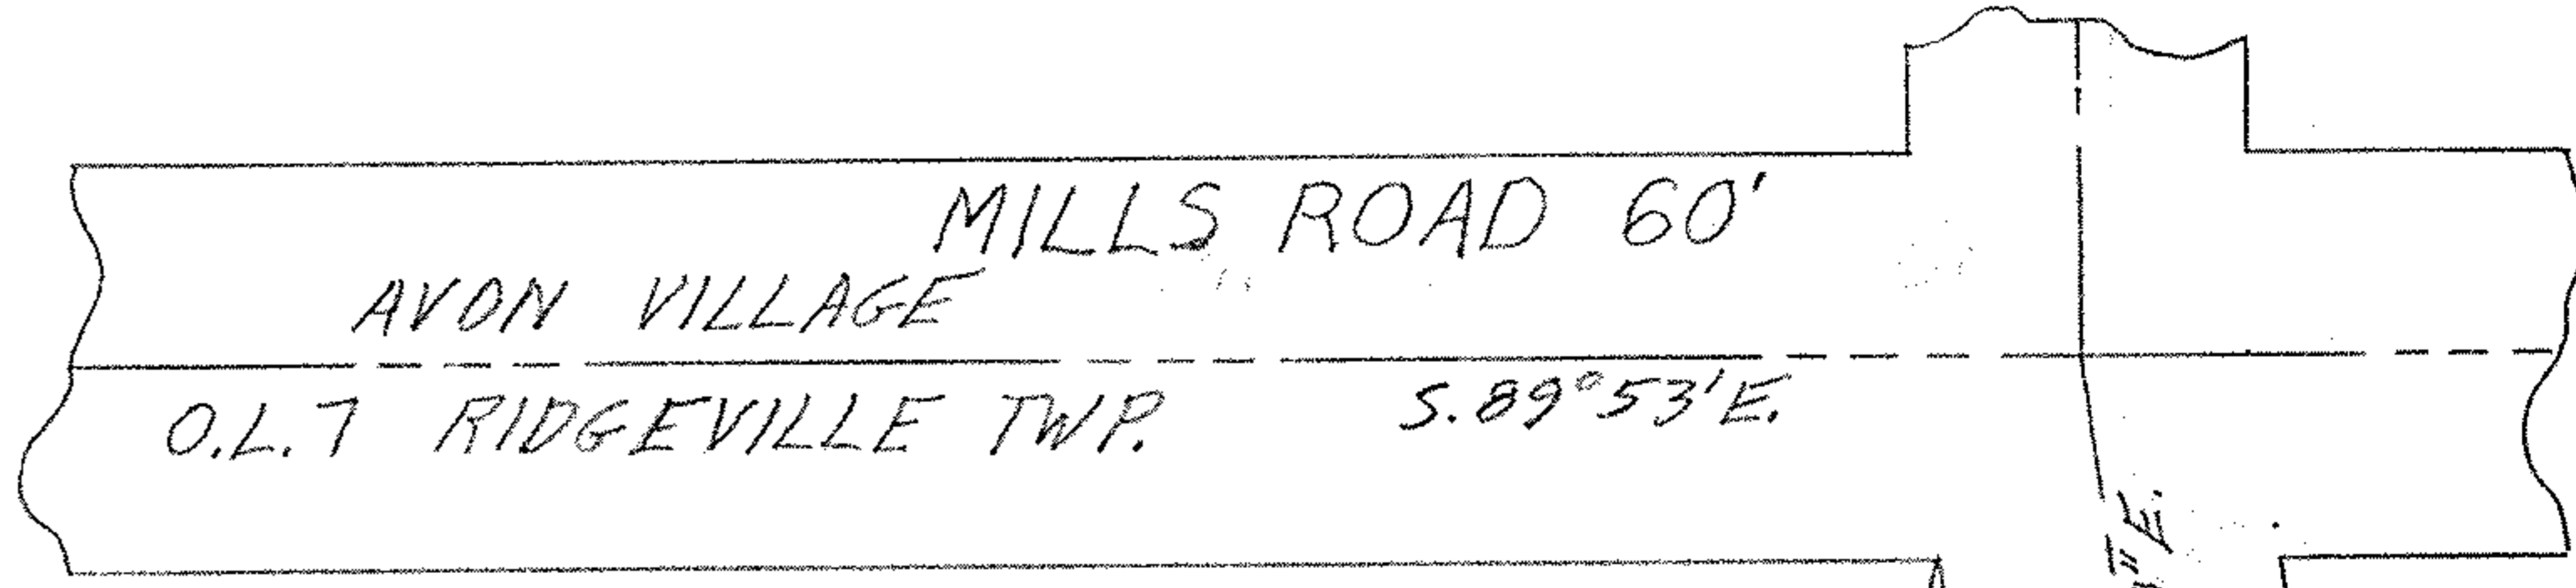 MILLS ROAD 60'
AVON VILLAGE
O.L. 7 RIDGEVILLE TWP.
S. 89° 53' E.
" E.